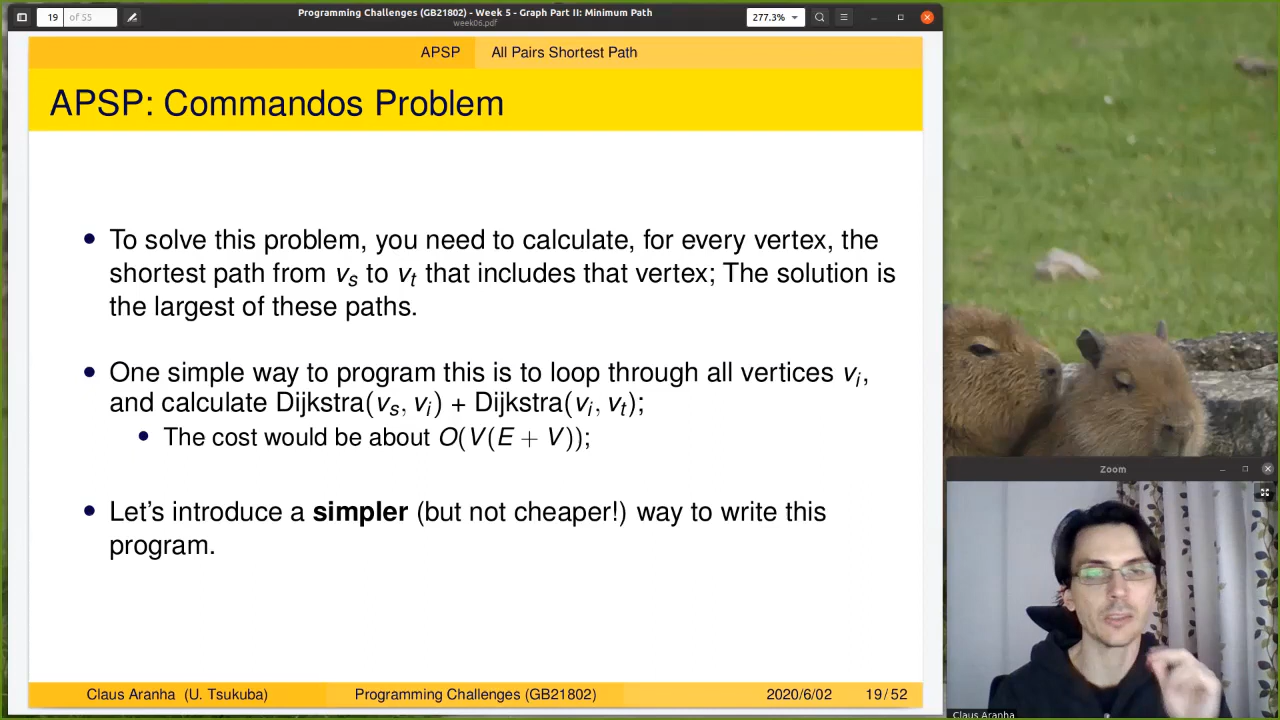 19 of 55
Programming Challenges (GB21802) - Week 5 - Graph Part II: Minimum Path
week06.pdf
277.3%
APSP All Pairs Shortest Path
APSP: Commandos Problem
• To solve this problem, you need to calculate, for every vertex, the
shortest path from vs to vt that includes that vertex; The solution is
the largest of these paths.
• One simple way to program this is to loop through all vertices vi,
and calculate Dijkstra(vs, vi) + Dijkstra(vi, vt);
• The cost would be about O(V(E + V));
• Let's introduce a simpler (but not cheaper!) way to write this
program.
Claus Aranha (U. Tsukuba) Programming Challenges (GB21802) 2020/6/02 19/52
Zoom
Claus Aranha